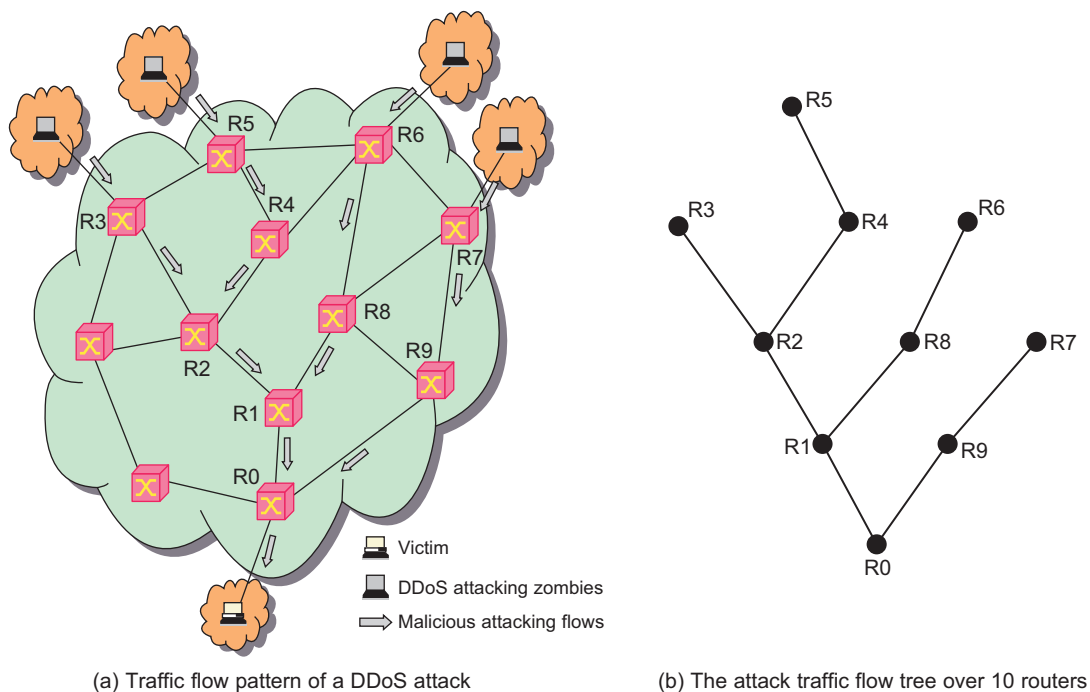 R5
R6
R4
R3
R7
R8
R2
R9
R1
R0
Victim
DDoS attacking zombies
Malicious attacking flows
(a) Traffic flow pattern of a DDoS attack
R5
R3
R4
R6
R2
R8
R7
R1
R9
R0
(b) The attack traffic flow tree over 10 routers